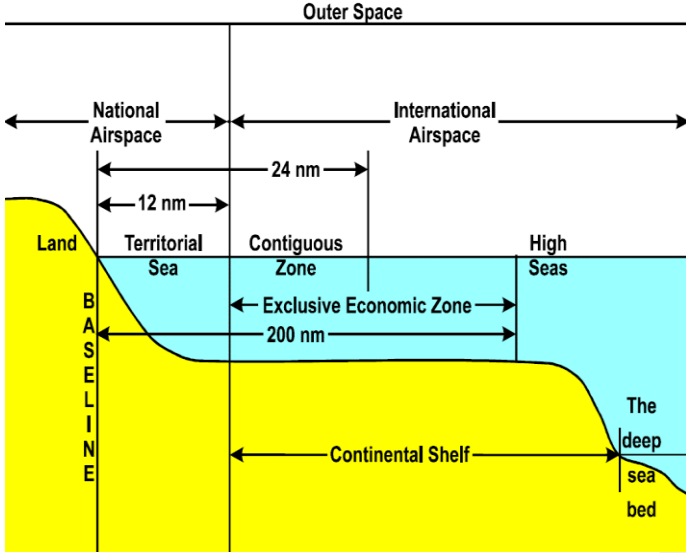 Outer Space
National
Airspace
International
Airspace
24 nm
12 nm
Land
Territorial
Sea
Contiguous
Zone
High
Seas
Exclusive Economic Zone
200 nm
BASELINE
Continental Shelf
The
deep
sea
bed